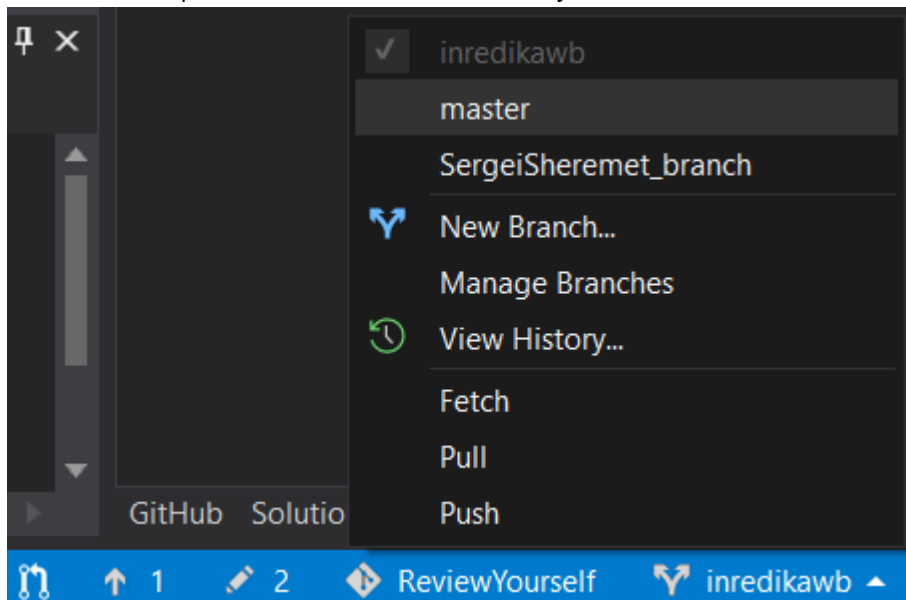 inredikawb
master
SergeiSheremet_branch
New Branch...
Manage Branches
View History...
Fetch
Pull
Push
GitHub Solutio
1 2 ReviewYourself inredikawb